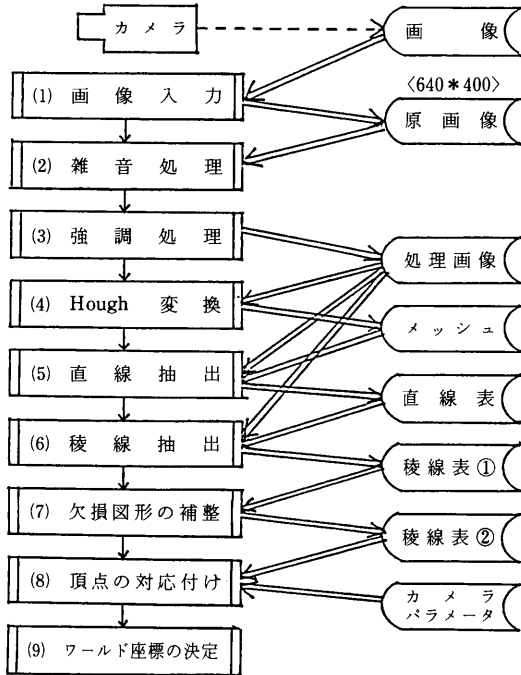 カメラ
画像
〈640*400〉
(1) 画像入力
原画像
(2) 雑音処理
(3) 強調処理
処理画像
(4) Hough 変換
メッシュ
(5) 直線抽出
直線表
(6) 稜線抽出
稜線表①
(7) 欠損図形の補整
稜線表②
(8) 頂点の対応付け
カメラ
パラメータ
(9) ワールド座標の決定